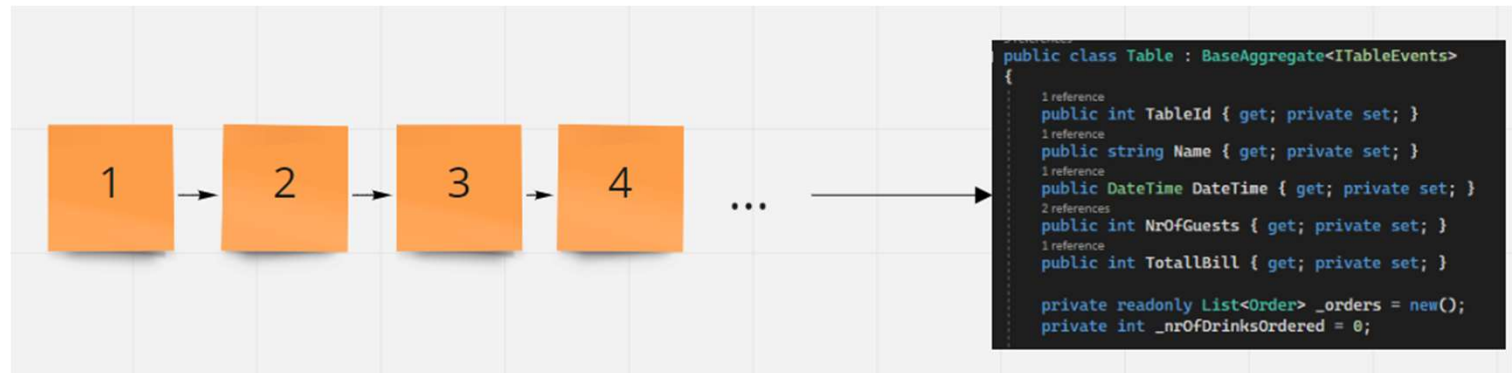 1
2
3
4
...
public class Table : BaseAggregate<ITableEvents>
{
1 reference
public int TableId { get; private set; }
1 reference
public string Name { get; private set; }
1 reference
public DateTime DateTime { get; private set; }
2 references
public int NrOfGuests { get; private set; }
1 reference
public int TotallBill { get; private set; }
private readonly List<Order> _orders = new();
private int _nrOfDrinksOrdered = 0;